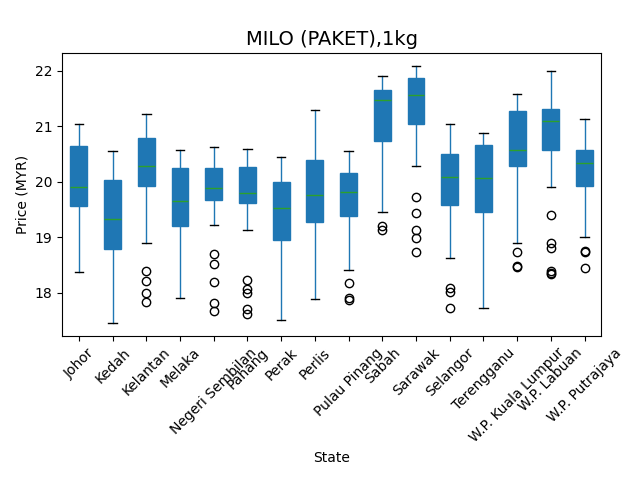 MILO (PAKET),1kg
22
21
20
19
18
Price (MYR)
Johor
Kedah
Kelantan
Melaka
Negeri Sembilan
Pahang
Perak
Perlis
Pulau Pinang
Sabah
Sarawak
Selangor
Terengganu
W.P. Kuala Lumpur
W.P. Labuan
W.P. Putrajaya
State